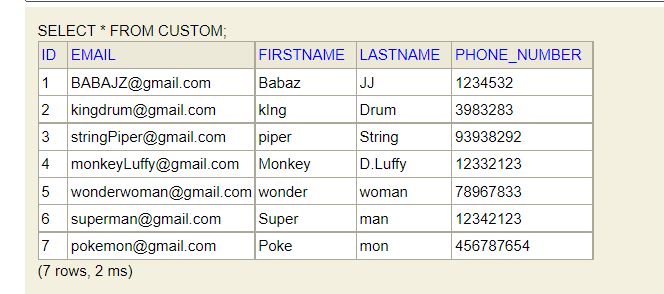 SELECT * FROM CUSTOM;
ID EMAIL FIRSTNAME LASTNAME PHONE_NUMBER
1 BABAJZ@gmail.com Babaz JJ 1234532
2 kingdrum@gmail.com kIng Drum 3983283
3 stringPiper@gmail.com piper String 93938292
4 monkeyLuffy@gmail.com Monkey D.Luffy 12332123
5 wonderwoman@gmail.com wonder woman 78967833
6 superman@gmail.com Super man 12342123
7 pokemon@gmail.com Poke mon 456787654
(7 rows, 2 ms)